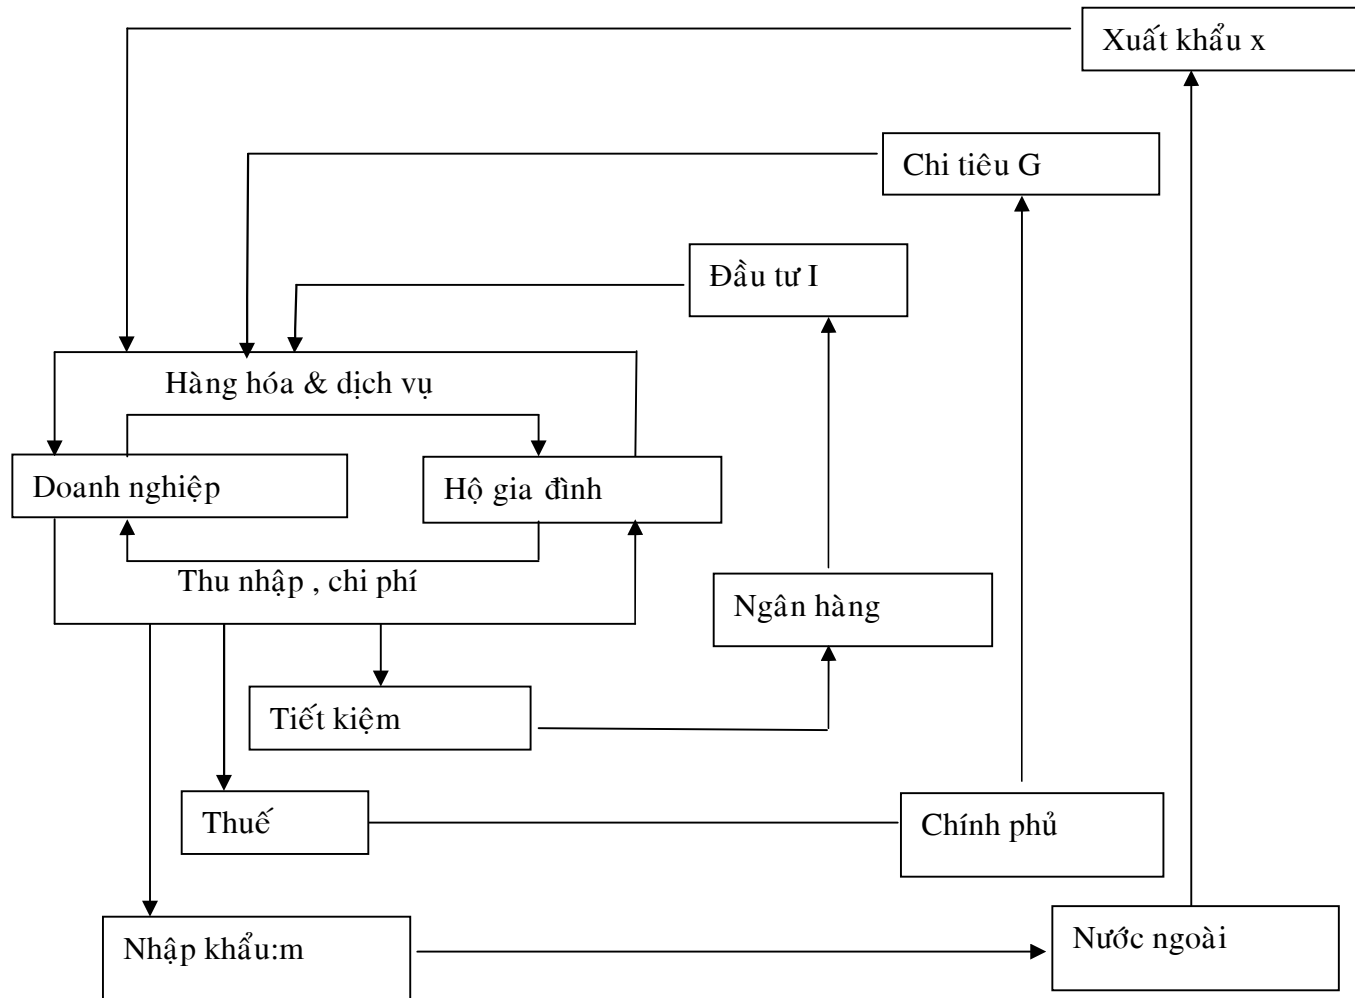 Xuất khẩu x
Chi tiêu G
Đầu tư I
Hàng hóa & dịch vụ
Doanh nghiệp
Hộ gia đình
Thu nhập , chi phí
Ngân hàng
Tiết kiệm
Thuế
Chính phủ
Nhập khẩu:m
Nước ngoài